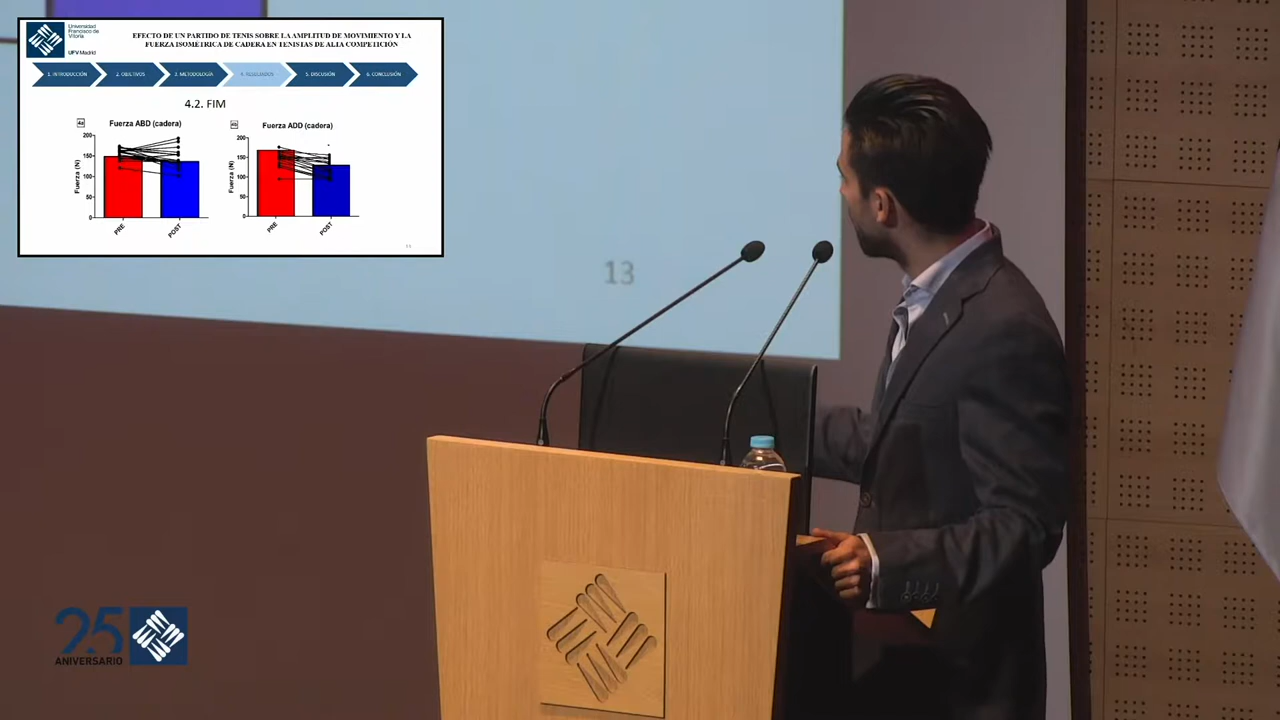 Universidad
Francisco de
Vitoria
UFV Madrid
EFECTO DE UN PARTIDO DE TENIS SOBRE LA AMPLITUD DE MOVIMIENTO Y LA
FUERZA ISOMÉTRICA DE CADERA EN TENISTAS DE ALTA COMPETICIÓN
1. INTRODUCCIÓN
2. OBJETIVOS
3. METODOLOGÍA
4. RESULTADOS
5. DISCUSIÓN
6. CONCLUSIÓN
4.2. FIM
4a
Fuerza ABD (cadera)
Fuerza (N)
200
150
100
50
0
PRE
POST
4b
Fuerza ADD (cadera)
Fuerza (N)
200
150
100
50
0
PRE
POST
13
25
ANIVERSARIO